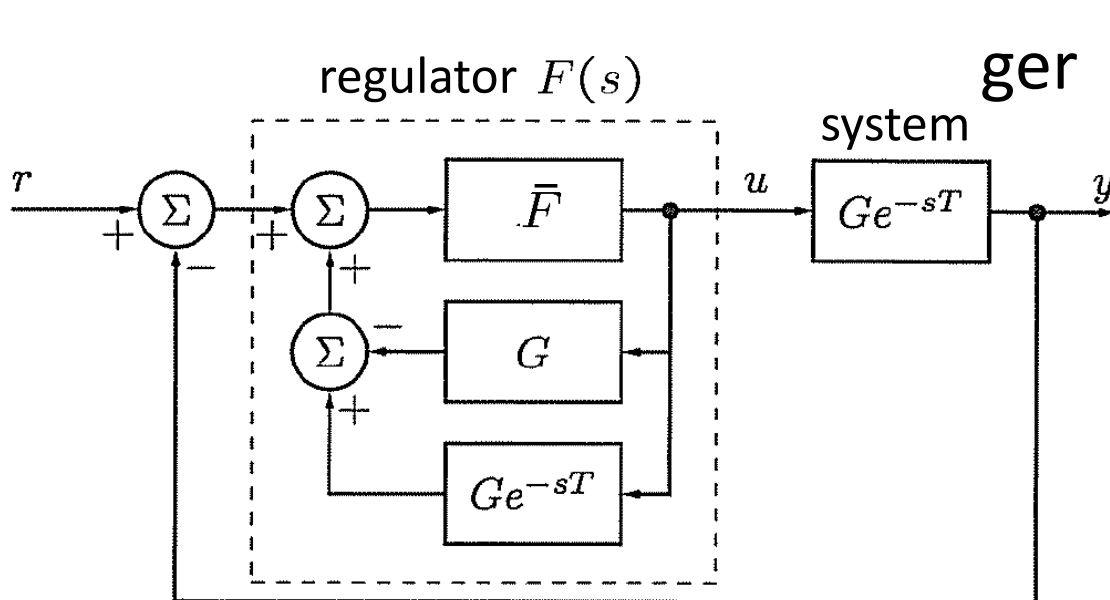 ger
regulator F(s)
system
r
Σ
+
−
Σ
+
+
F̄
u
Ge^{−sT}
y
Σ
−
+
G
Ge^{−sT}